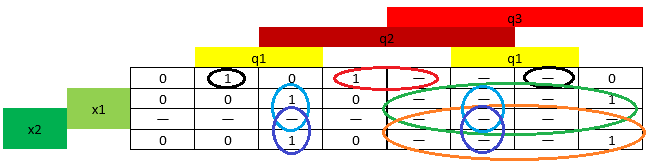 q3
q2
q1 q1
0 1 0 1 — — — 0
x1 0 0 1 0 — — — 1
x2 — — — — — — — —
0 0 1 0 — — — 1